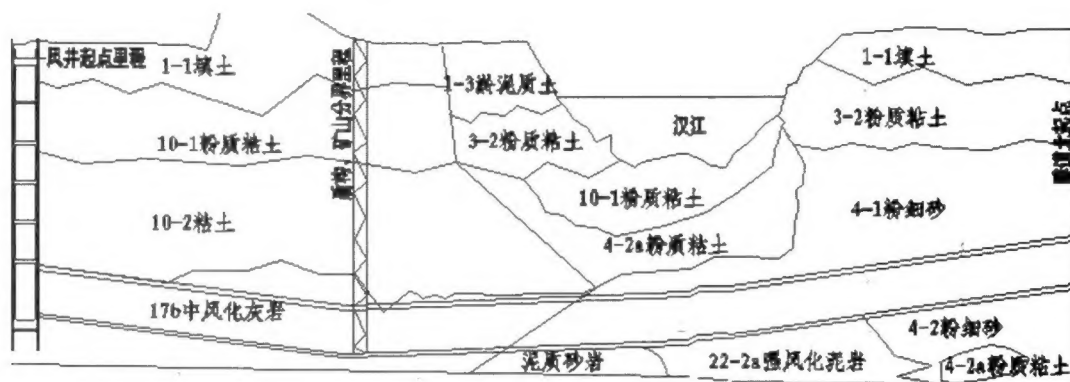 风井起点里程
1-1填土
1-3淤泥质土
1-1填土
汉江
3-2粉质粘土
3-2粉质粘土
10-1粉质粘土
10-1粉质粘土
4-1粉细砂
10-2粘土
4-2a粉质粘土
17b中风化灰岩
4-2粉细砂
泥质砂岩
22-2a强风化泥岩
4-2a粉质粘土